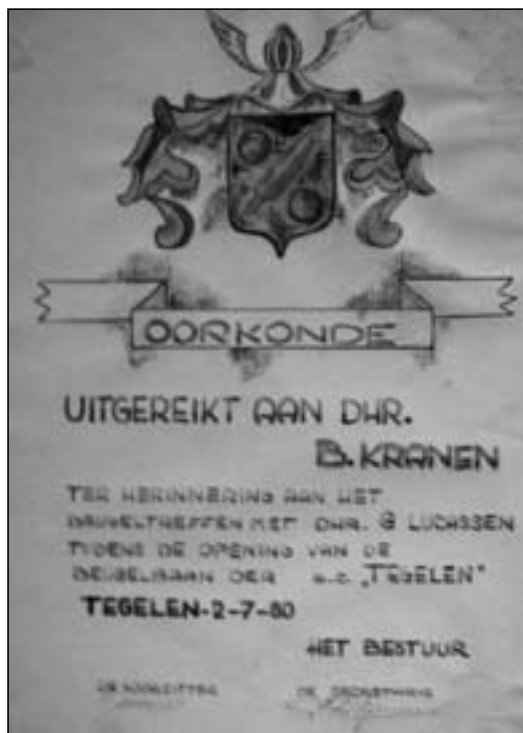 OORKONDE
UITGEREIKT AAN DHR.
B. KRANEN
TER HERINNERING AAN HET
BEUGELTREFFEN MET DHR. G LUCASSEN
TIJDENS DE OPENING VAN DE
BEUGELBAAN DER B.C. „TEGELEN"
TEGELEN-2-7-80
HET BESTUUR
DE VOORZITTER DE SECRETARIS